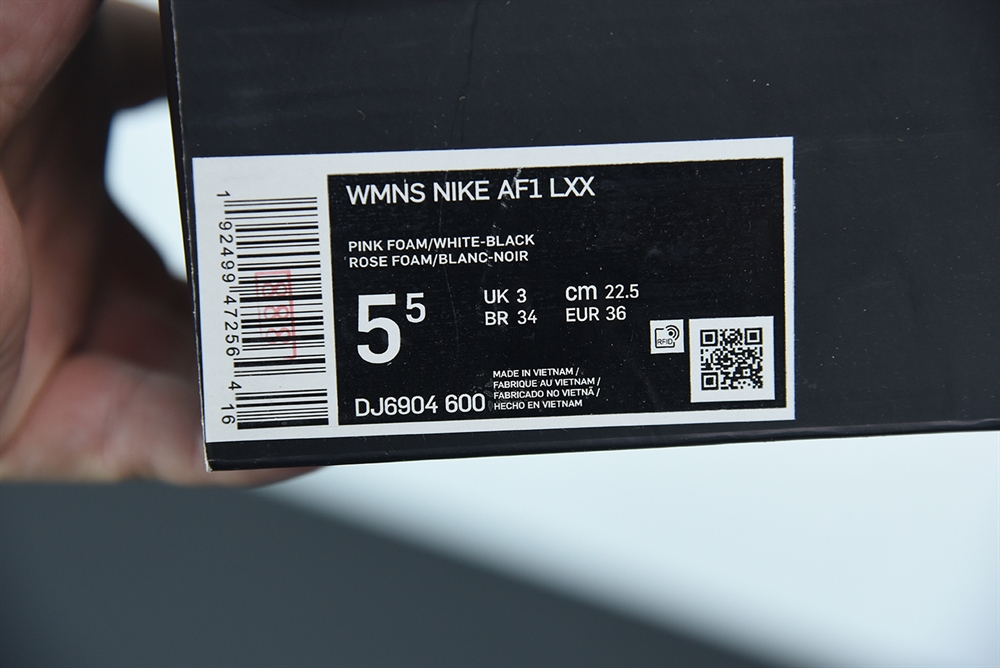 WMNS NIKE AF1 LXX
PINK FOAM/WHITE-BLACK
ROSE FOAM/BLANC-NOIR
5 5
UK 3
BR 34
cm 22.5
EUR 36
RFID
DJ6904 600
MADE IN VIETNAM /
FABRIQUE AU VIETNAM /
FABRICADO NO VIETNÃ /
HECHO EN VIETNAM
1 92499 47256 4 16